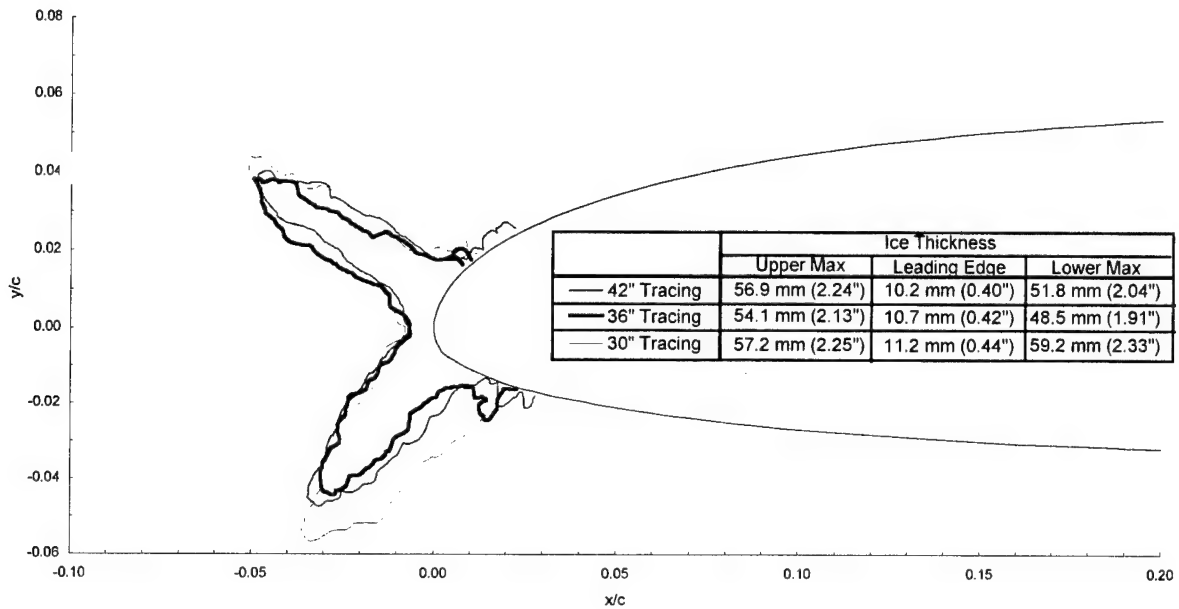 0.08
0.06
0.04
0.02
0.00
-0.02
-0.04
-0.06
y/c
-0.10
-0.05
0.00
0.05
0.10
0.15
0.20
x/c
Ice Thickness
Upper Max Leading Edge Lower Max
42" Tracing 56.9 mm (2.24") 10.2 mm (0.40") 51.8 mm (2.04")
36" Tracing 54.1 mm (2.13") 10.7 mm (0.42") 48.5 mm (1.91")
30" Tracing 57.2 mm (2.25") 11.2 mm (0.44") 59.2 mm (2.33")